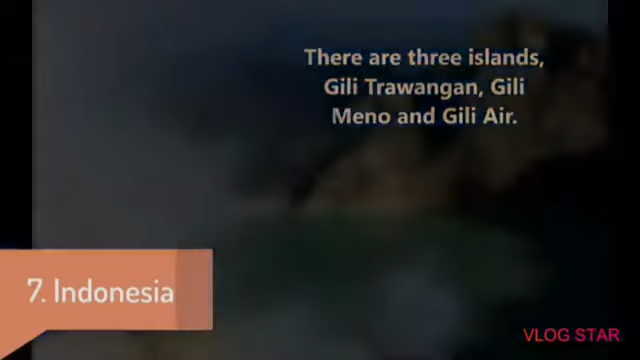 There are three islands,
Gili Trawangan, Gili
Meno and Gili Air.
7. Indonesia
VLOG STAR